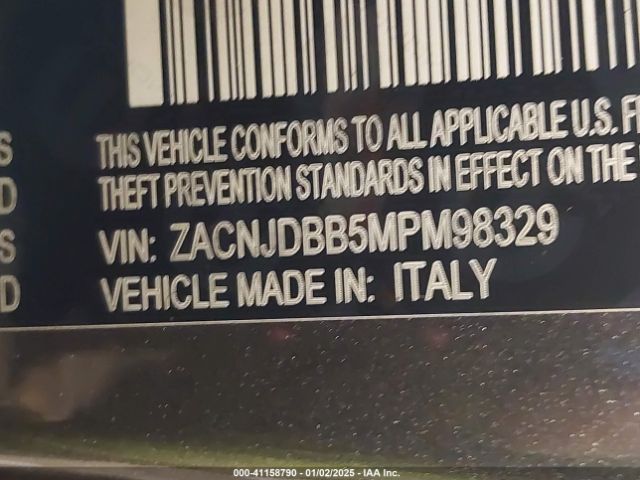 THIS VEHICLE CONFORMS TO ALL APPLICABLE U.S.
THEFT PREVENTION STANDARDS IN EFFECT ON THE
VIN: ZACNJDBB5MPM98329
VEHICLE MADE IN: ITALY
000-41158790 - 01/02/2025 - IAA Inc.